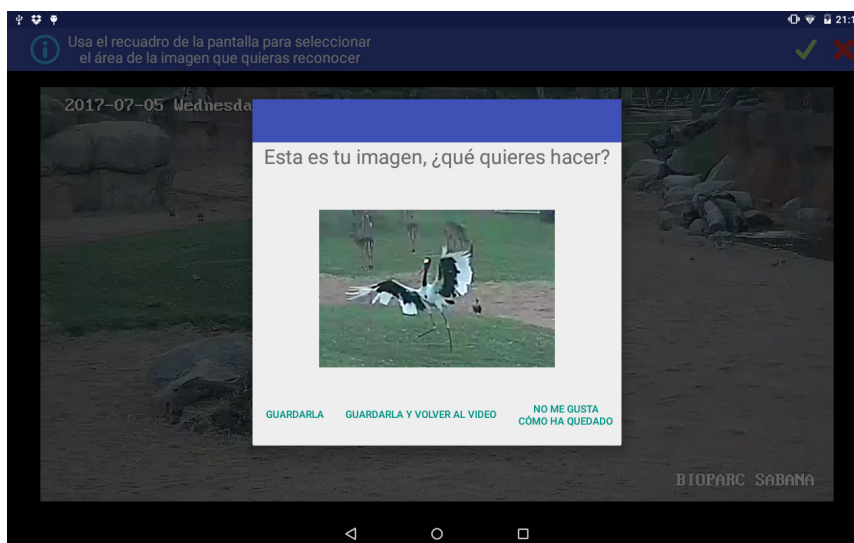 21:1
Usa el recuadro de la pantalla para seleccionar
el área de la imagen que quieras reconocer
2017-07-05 Wednesda
Esta es tu imagen, ¿qué quieres hacer?
GUARDARLA
GUARDARLA Y VOLVER AL VIDEO
NO ME GUSTA
CÓMO HA QUEDADO
BIOPARC SABANA